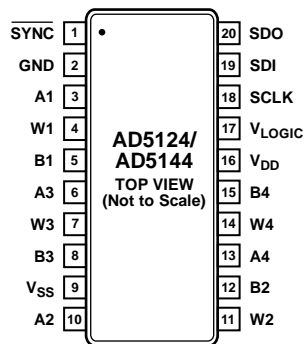 SYNC 1 20 SDO
GND 2 19 SDI
A1 3 18 SCLK
W1 4 17 VLOGIC
B1 5 16 VDD
A3 6 15 B4
W3 7 14 W4
B3 8 13 A4
VSS 9 12 B2
A2 10 11 W2
AD5124/
AD5144
TOP VIEW
(Not to Scale)